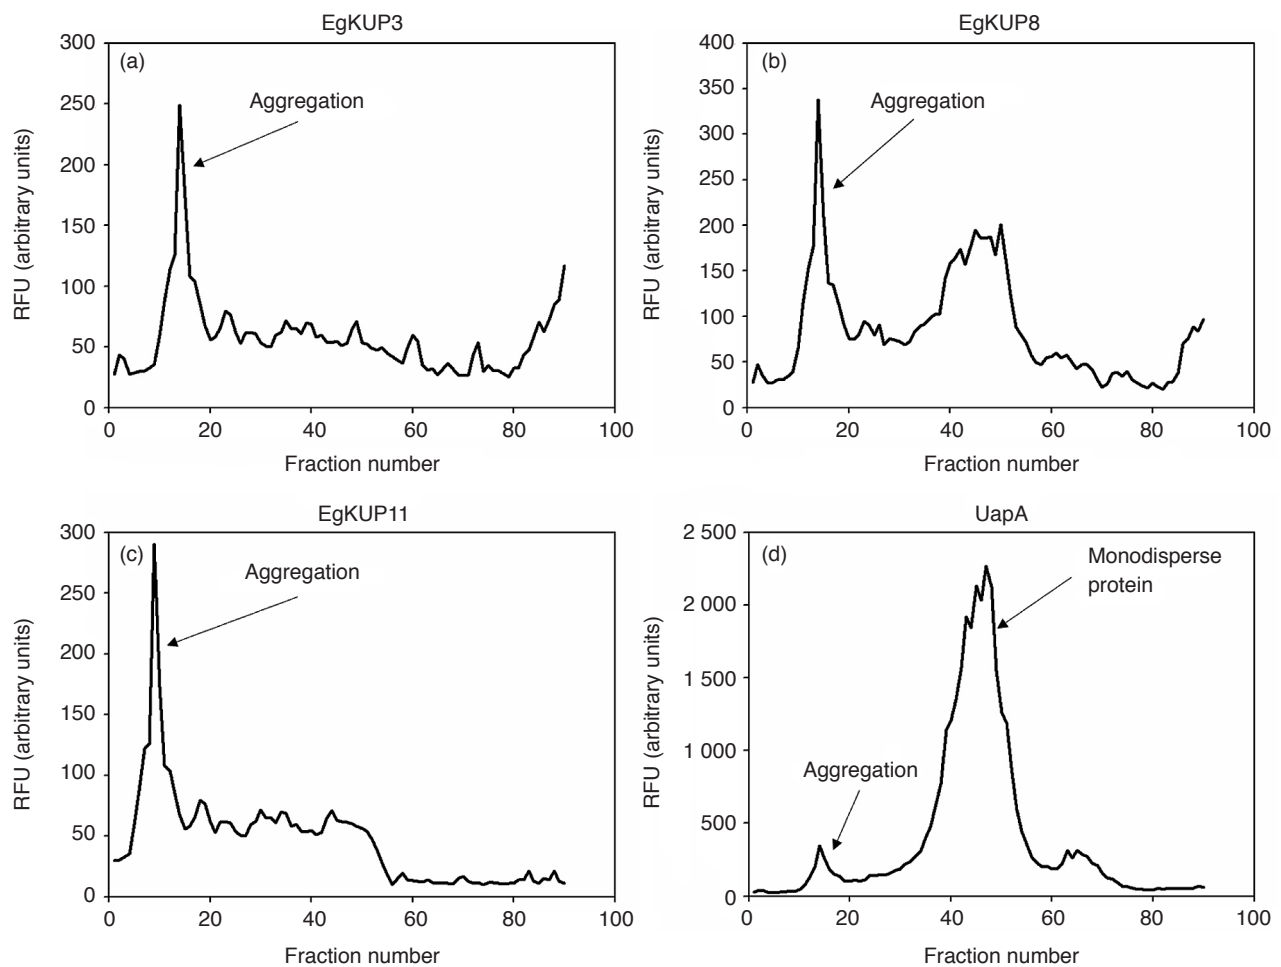 EgKUP3
(a)
Aggregation
RFU (arbitrary units)
300
250
200
150
100
50
0
0 20 40 60 80 100
Fraction number
EgKUP8
(b)
Aggregation
RFU (arbitrary units)
400
350
300
250
200
150
100
50
0
0 20 40 60 80 100
Fraction number
EgKUP11
(c)
Aggregation
RFU (arbitrary units)
300
250
200
150
100
50
0
0 20 40 60 80 100
Fraction number
UapA
(d)
Monodisperse
protein
Aggregation
RFU (arbitrary units)
2 500
2 000
1 500
1 000
500
0
0 20 40 60 80 100
Fraction number